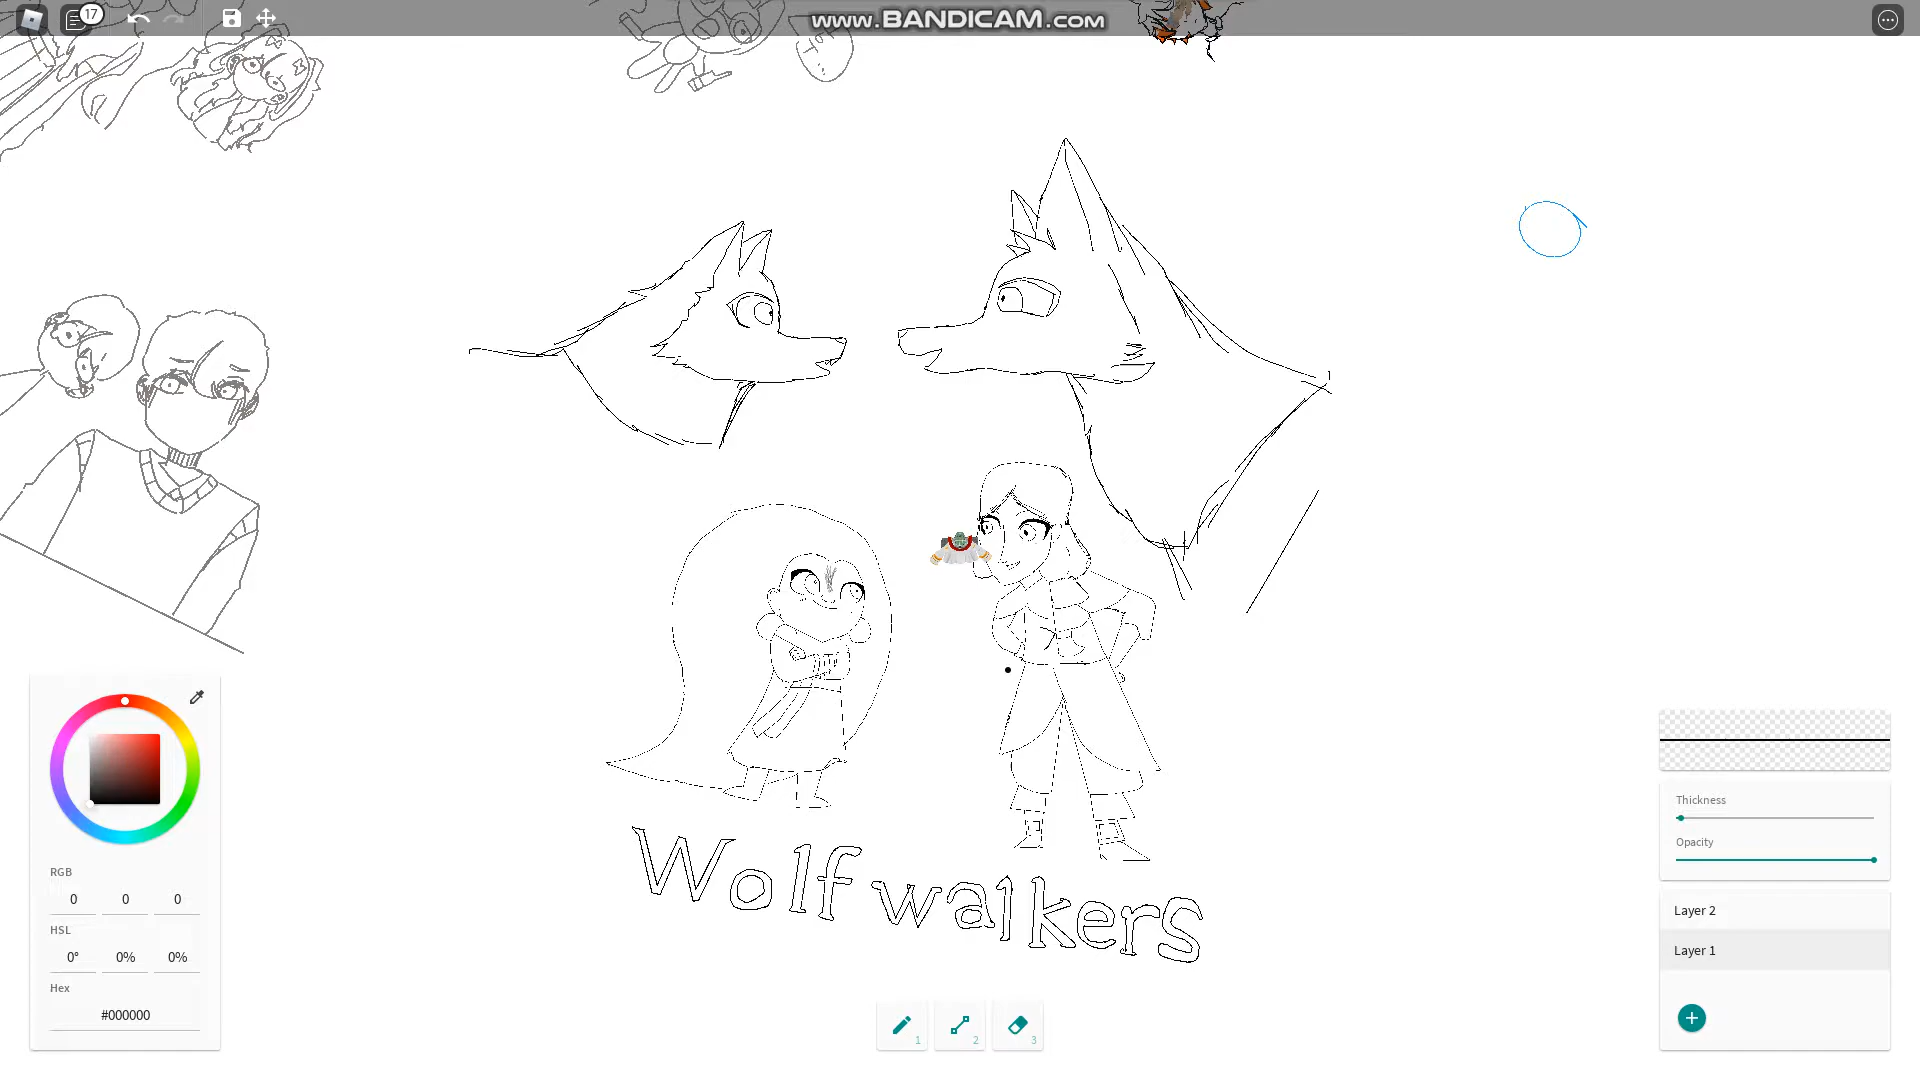 17
www.BANDICAM.com
Wolfwalkers
RGB
0 0 0
HSL
0° 0% 0%
Hex
#000000
1 2 3
Thickness
Opacity
Layer 2
Layer 1